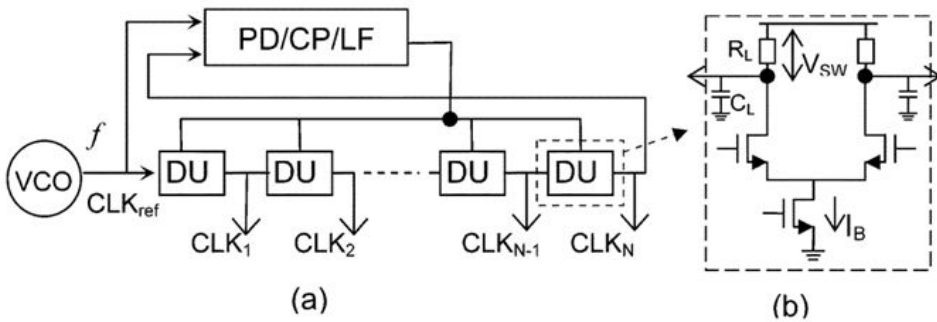 PD/CP/LF
f
VCO
CLKref
DU
DU
DU
DU
CLK1
CLK2
CLKN-1
CLKN
(a)
RL
VSW
CL
IB
(b)